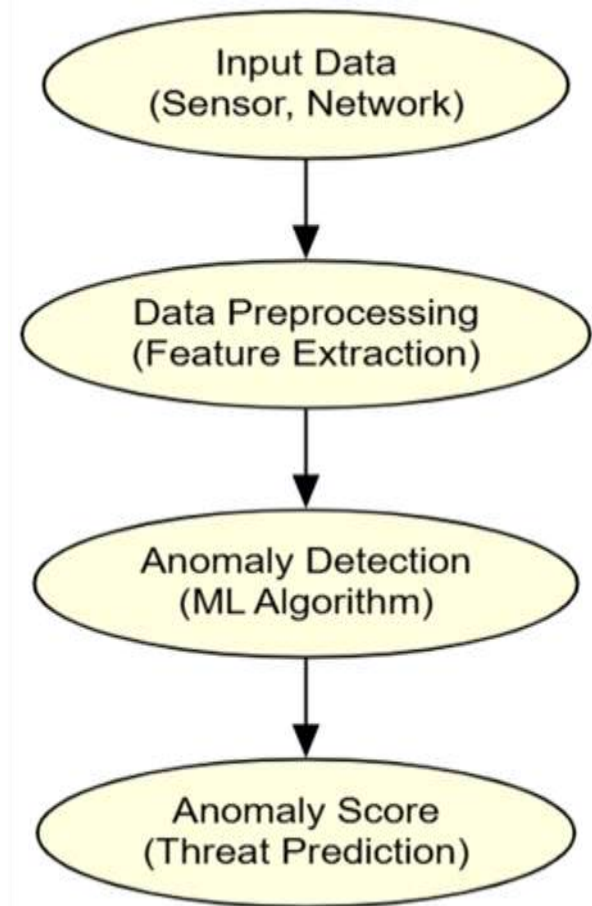 Input Data
(Sensor, Network)
Data Preprocessing
(Feature Extraction)
Anomaly Detection
(ML Algorithm)
Anomaly Score
(Threat Prediction)